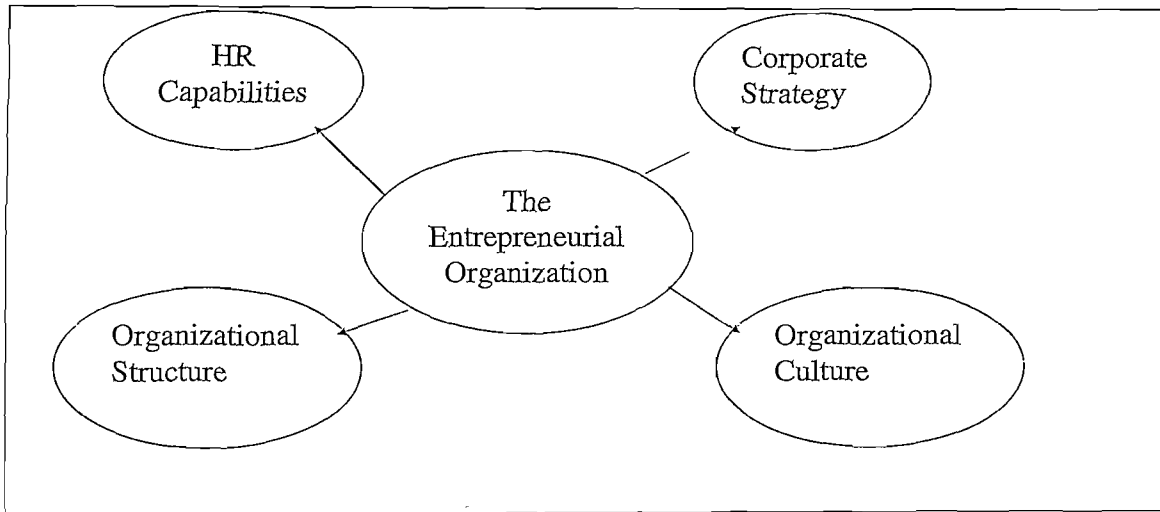 HR
Capabilities
Corporate
Strategy
The
Entrepreneurial
Organization
Organizational
Structure
Organizational
Culture